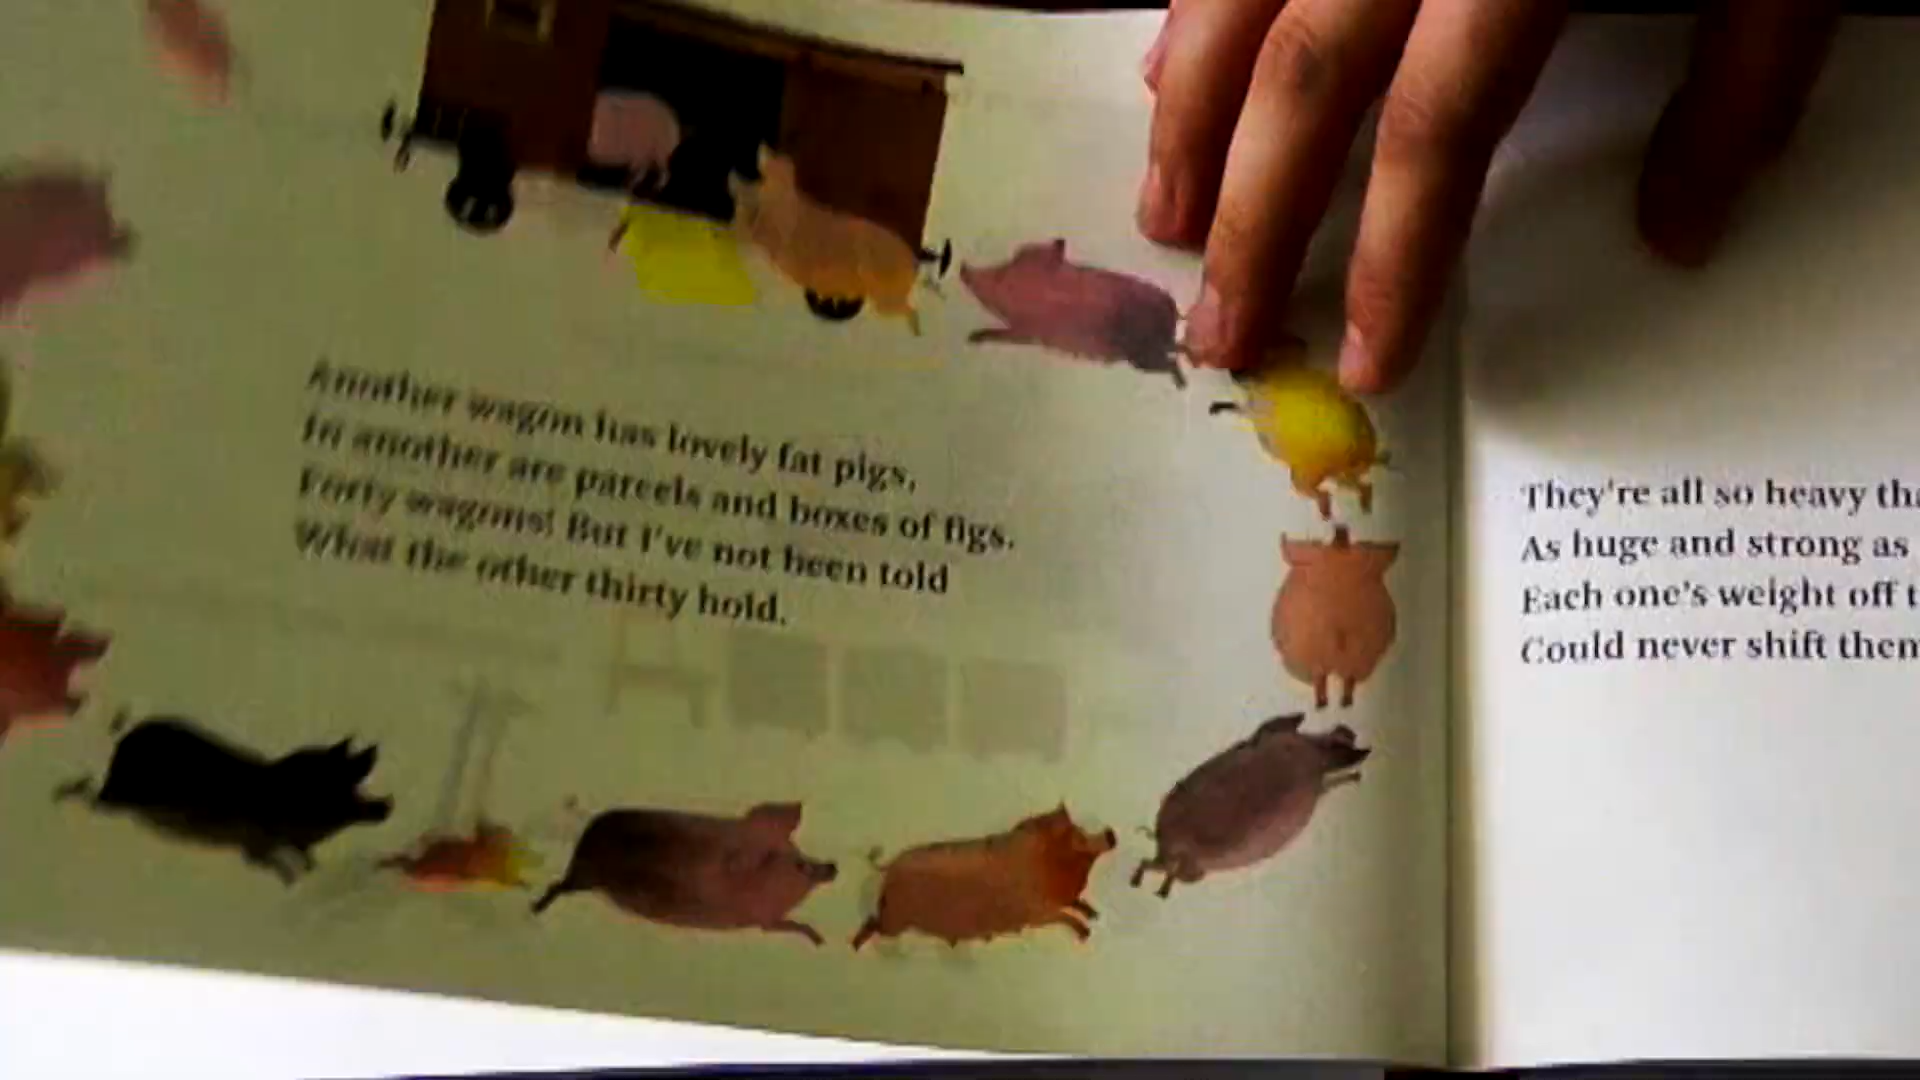 Another wagon has lovely fat pigs,
In another are parcels and boxes of figs.
Forty wagons! But I've not been told
What the other thirty hold.
They're all so heavy
As huge and strong as
Each one's weight off
Could never shift